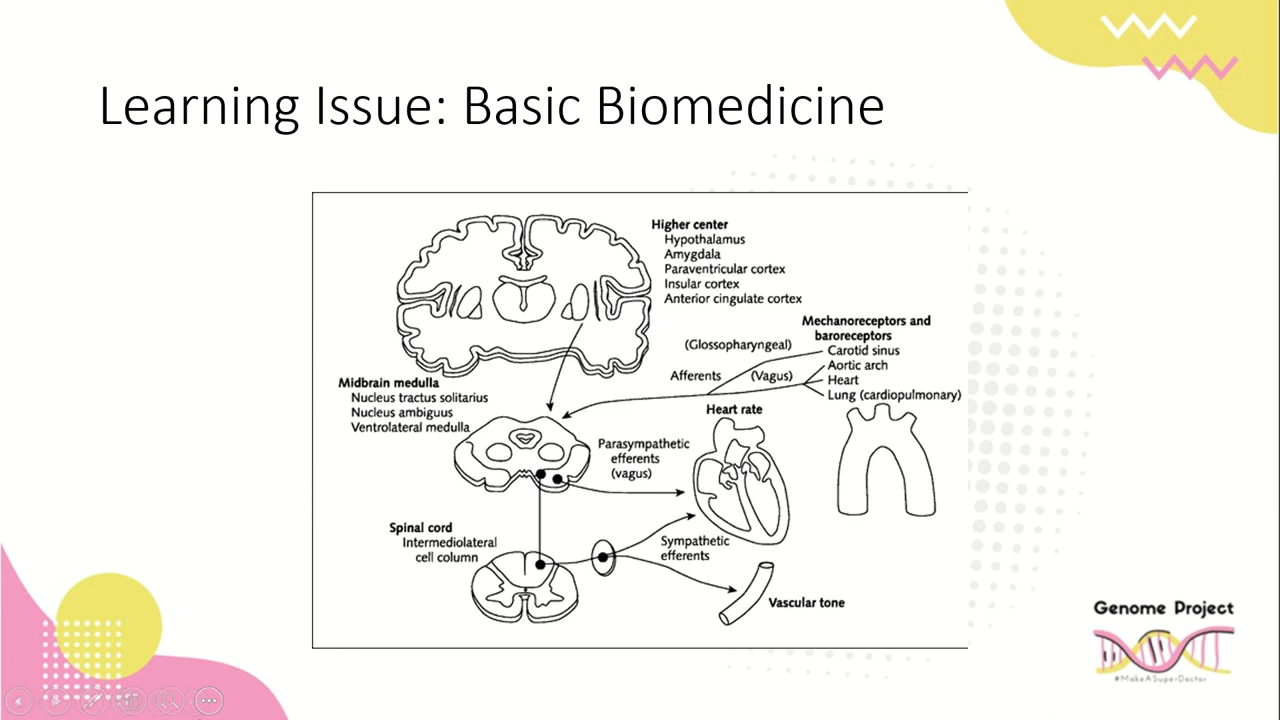 Learning Issue: Basic Biomedicine
Higher center
Hypothalamus
Amygdala
Paraventricular cortex
Insular cortex
Anterior cingulate cortex
Mechanoreceptors and
baroreceptors
(Glossopharyngeal)
Carotid sinus
Aortic arch
Afferents
(Vagus)
Heart
Lung (cardiopulmonary)
Midbrain medulla
Nucleus tractus solitarius
Nucleus ambiguus
Ventrolateral medulla
Heart rate
Parasympathetic
efferents
(vagus)
Spinal cord
Intermediolateral
cell column
Sympathetic
efferents
Vascular tone
Genome Project
#MakeASuperDoctor